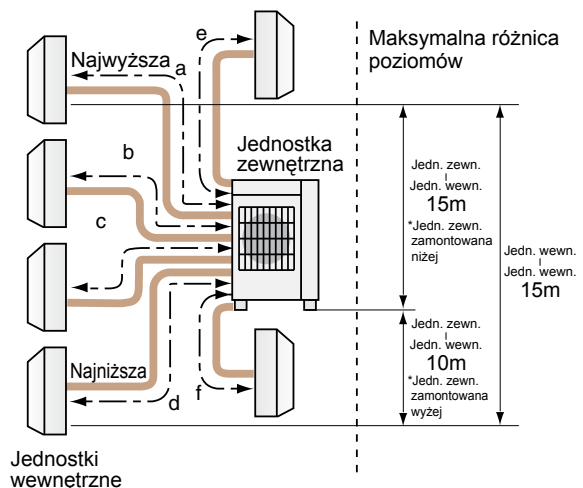 Maksymalna różnica
poziomów
Najwyższa
a
e
b
Jednostka
zewnętrzna
c
Jedn. zewn.
Jedn. wewn.
15m
*Jedn. zewn.
zamontowana
niżej
Jedn. wewn.
Jedn. wewn.
15m
Jedn. zewn.
Jedn. wewn.
10m
*Jedn. zewn.
zamontowana
wyżej
Najniższa
d
f
Jednostki
wewnętrzne